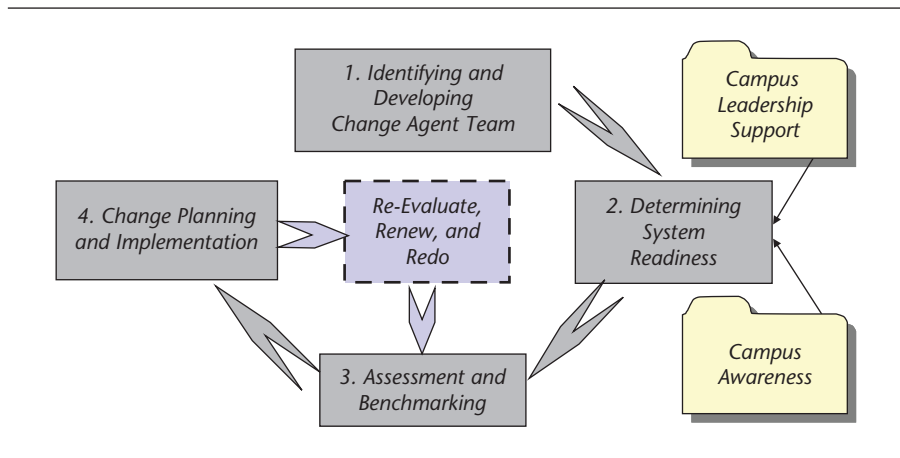 1. Identifying and
Developing
Change Agent Team
Campus
Leadership
Support
4. Change Planning
and Implementation
Re-Evaluate,
Renew, and
Redo
2. Determining
System
Readiness
3. Assessment and
Benchmarking
Campus
Awareness